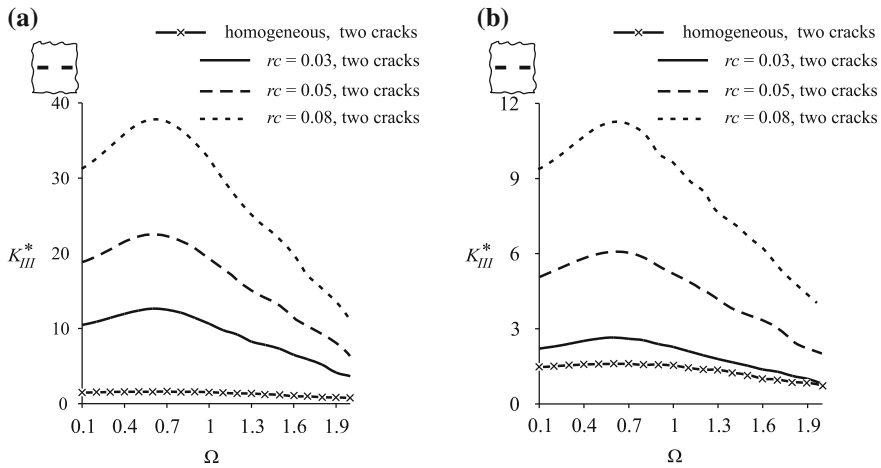 (a)
homogeneous, two cracks
rc = 0.03, two cracks
rc = 0.05, two cracks
rc = 0.08, two cracks
40
30
20
10
0
K*III
0.1 0.4 0.7 1 1.3 1.6 1.9
Ω
(b)
homogeneous, two cracks
rc = 0.03, two cracks
rc = 0.05, two cracks
rc = 0.08, two cracks
12
9
6
3
0
K*III
0.1 0.4 0.7 1 1.3 1.6 1.9
Ω